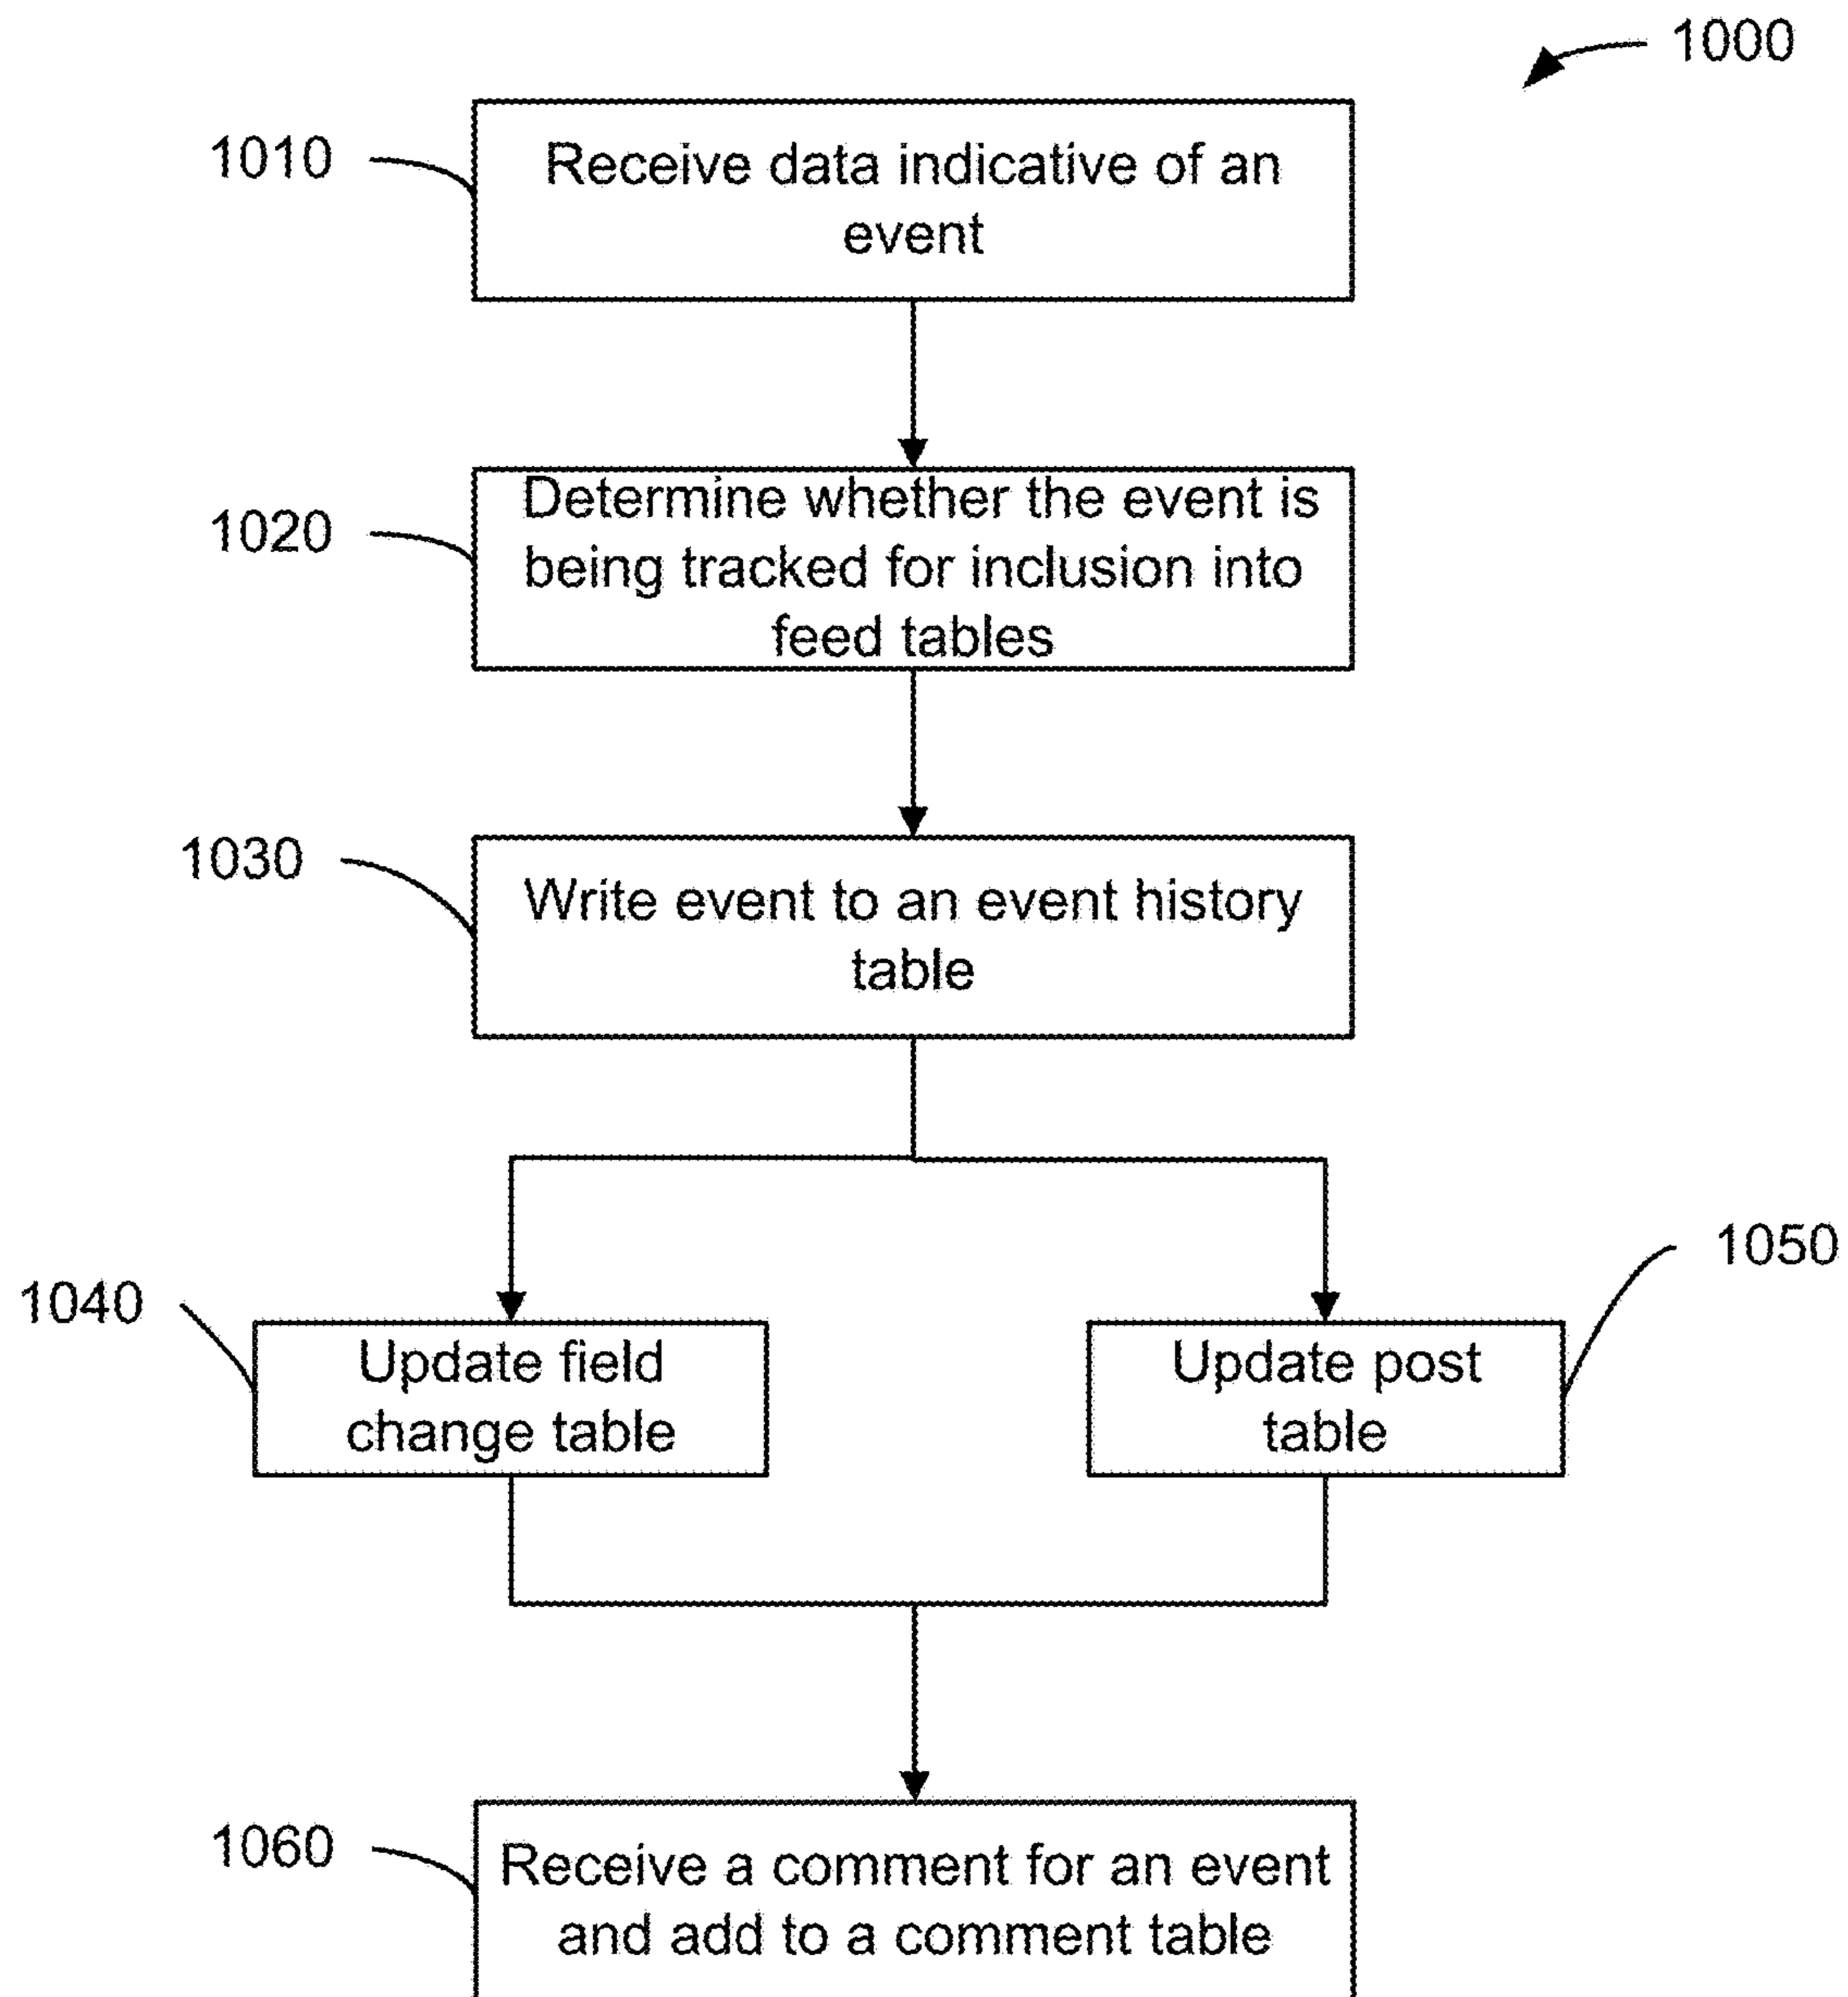 1000
1010
Receive data indicative of an
event
1020
Determine whether the event is
being tracked for inclusion into
feed tables
1030
Write event to an event history
table
1040
Update field
change table
1050
Update post
table
1060
Receive a comment for an event
and add to a comment table